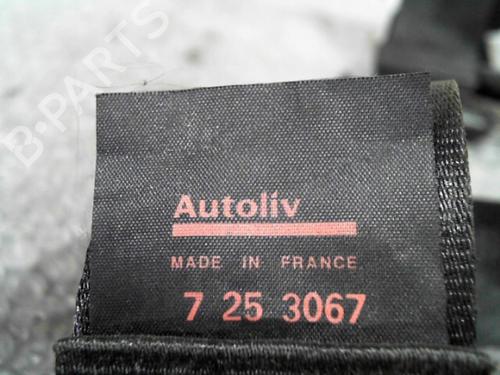 B-PARTS
Autoliv
MADE IN FRANCE
7 25 3067